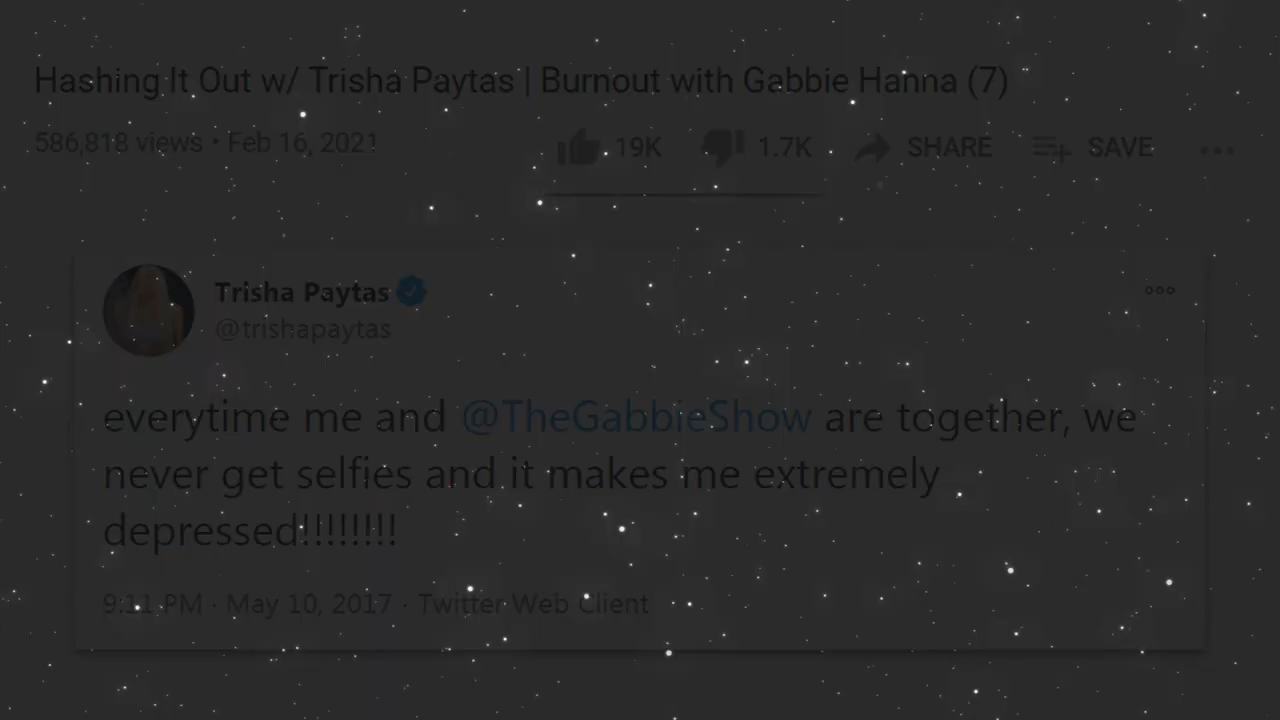 Hashing It Out w/ Trisha Paytas | Burnout with Gabbie Hanna (7)
586,818 views • Feb 16, 2021 19K 1.7K SHARE SAVE
Trisha Paytas
@trishapaytas
everytime me and @TheGabbieShow are together, we
never get selfies and it makes me extremely
depressed!!!!!!!!
9:11 PM · May 10, 2017 · Twitter Web Client